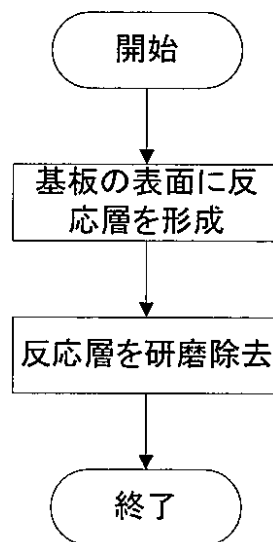 開始
基板の表面に反
応層を形成
反応層を研磨除去
終了